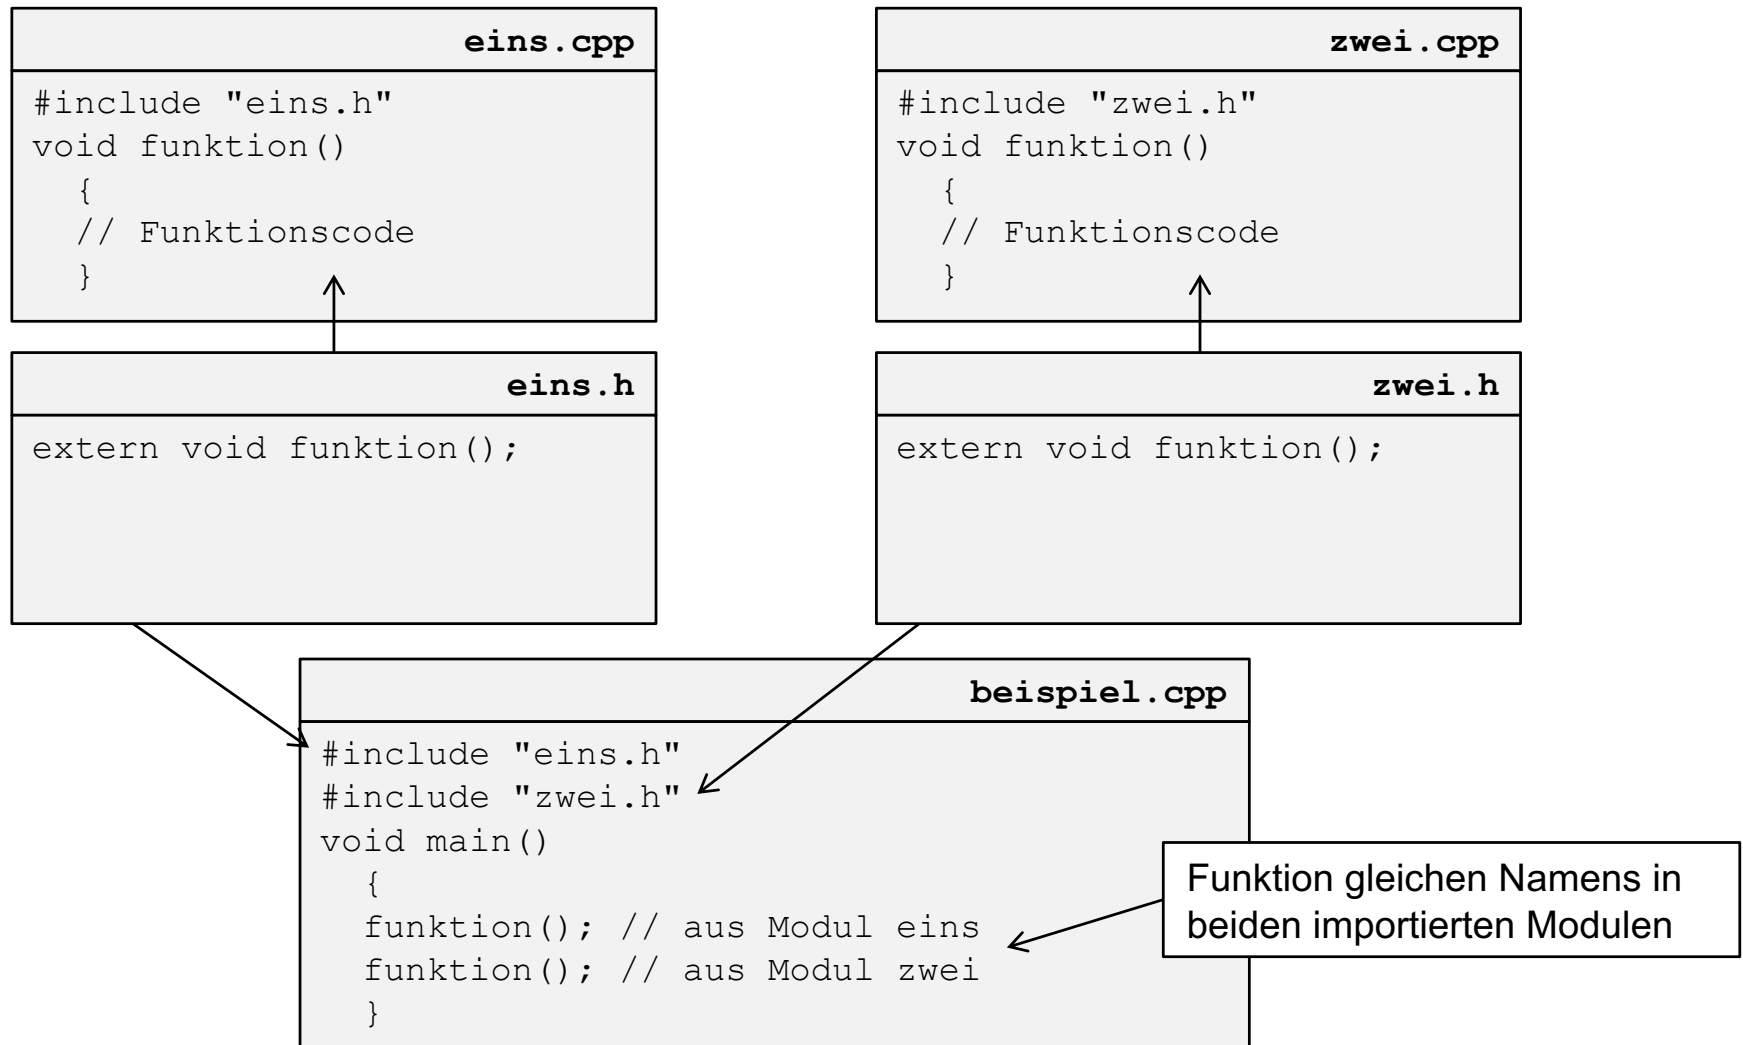 eins.cpp
#include "eins.h"
void funktion()
{
// Funktionscode
}
zwei.cpp
#include "zwei.h"
void funktion()
{
// Funktionscode
}
eins.h
extern void funktion();
zwei.h
extern void funktion();
beispiel.cpp
#include "eins.h"
#include "zwei.h"
void main()
{
funktion(); // aus Modul eins
funktion(); // aus Modul zwei
}
Funktion gleichen Namens in
beiden importierten Modulen